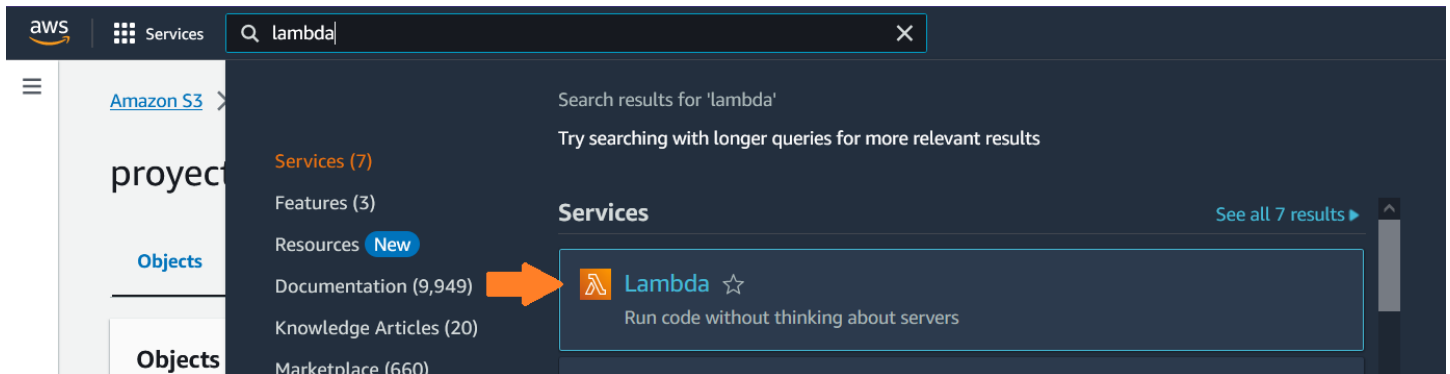 aws
Services
lambda
Amazon S3
Search results for 'lambda'
Try searching with longer queries for more relevant results
Services (7)
proyect
Features (3)
Services
See all 7 results
Resources New
Objects
Documentation (9,949)
Lambda
Run code without thinking about servers
Knowledge Articles (20)
Objects
Marketplace (660)